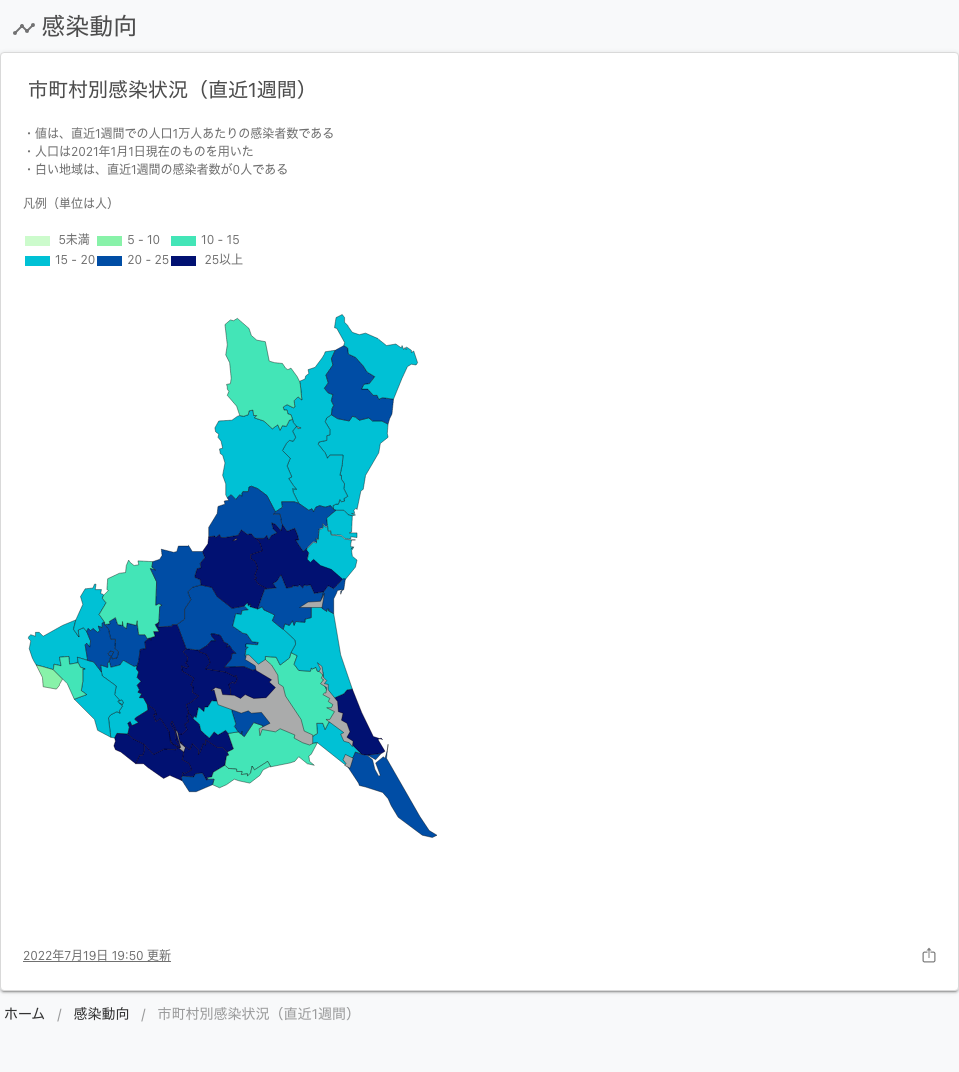 感染動向
市町村別感染状況（直近1週間）
・値は、直近1週間での人口1万人あたりの感染者数である
・人口は2021年1月1日現在のものを用いた
・白い地域は、直近1週間の感染者数が0人である
凡例（単位は人）
5未満 5 - 10 10 - 15
15 - 20 20 - 25 25以上
2022年7月19日 19:50 更新
ホーム / 感染動向 / 市町村別感染状況（直近1週間）